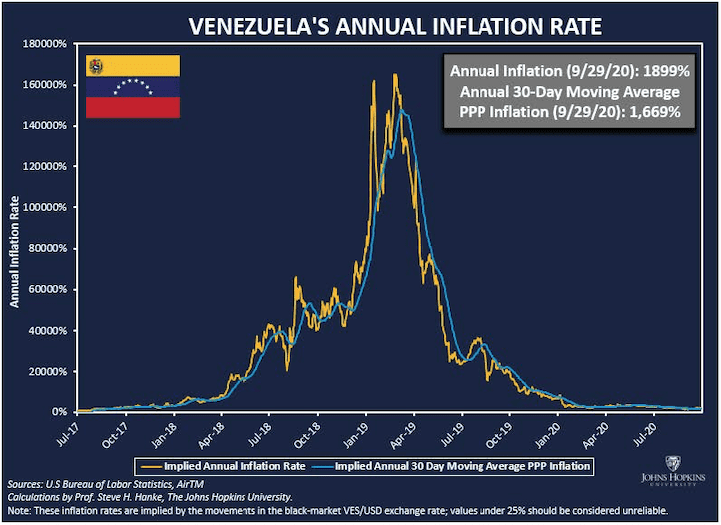 VENEZUELA'S ANNUAL INFLATION RATE
180000%
160000%
140000%
120000%
100000%
80000%
60000%
40000%
20000%
0%
Annual Inflation Rate
Annual Inflation (9/29/20): 1899%
Annual 30-Day Moving Average
PPP Inflation (9/29/20): 1,669%
Jul-17
Oct-17
Jan-18
Apr-18
Jul-18
Oct-18
Jan-19
Apr-19
Jul-19
Oct-19
Jan-20
Apr-20
Jul-20
Implied Annual Inflation Rate
Implied Annual 30 Day Moving Average PPP Inflation
Sources: U.S Bureau of Labor Statistics, AirTM
Calculations by Prof. Steve H. Hanke, The Johns Hopkins University.
Note: These inflation rates are implied by the movements in the black-market VES/USD exchange rate; values under 25% should be considered unreliable.
JOHNS HOPKINS
UNIVERSITY